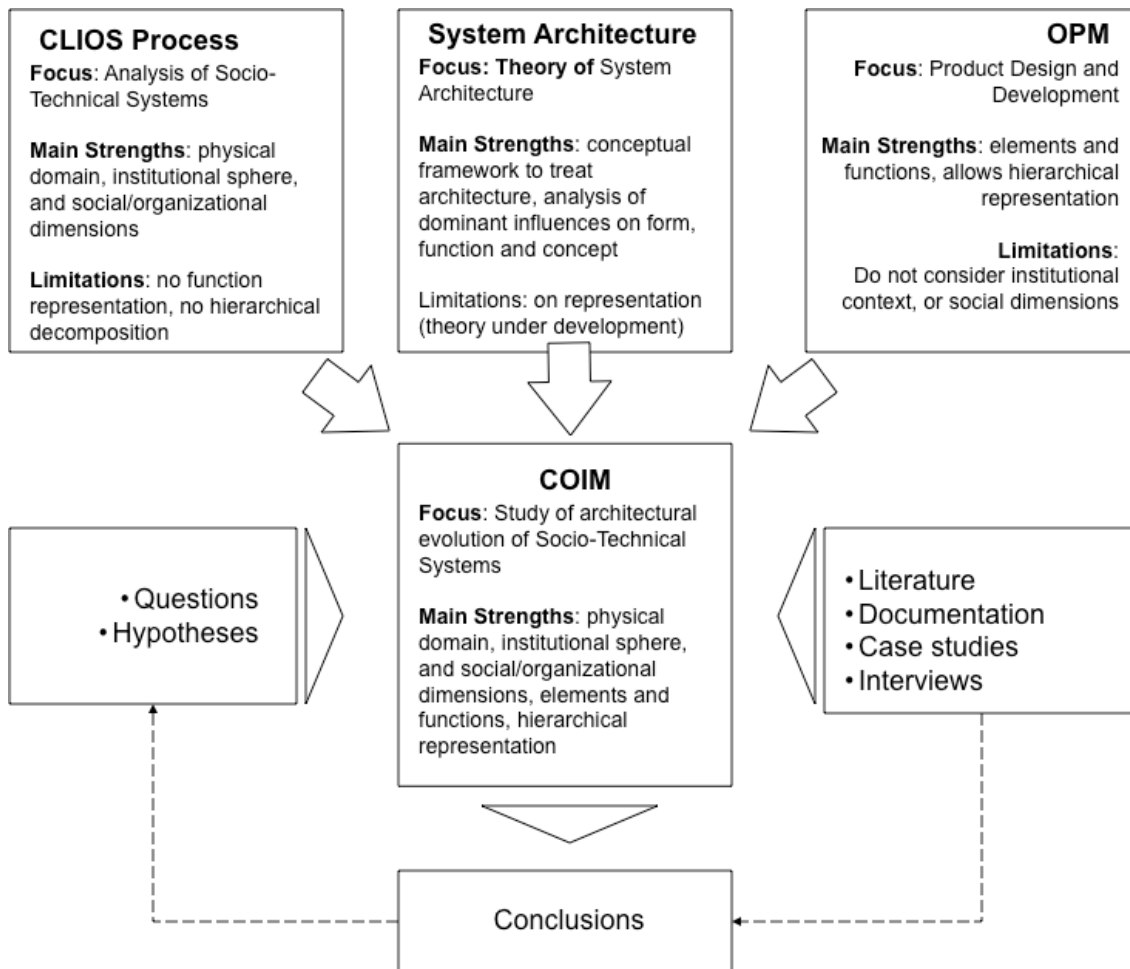 CLIOS Process
Focus: Analysis of Socio-
Technical Systems
Main Strengths: physical
domain, institutional sphere,
and social/organizational
dimensions
Limitations: no function
representation, no hierarchical
decomposition
System Architecture
Focus: Theory of System
Architecture
Main Strengths: conceptual
framework to treat
architecture, analysis of
dominant influences on form,
function and concept
Limitations: on representation
(theory under development)
OPM
Focus: Product Design and
Development
Main Strengths: elements and
functions, allows hierarchical
representation
Limitations:
Do not consider institutional
context, or social dimensions
COIM
Focus: Study of architectural
evolution of Socio-Technical
Systems
Main Strengths: physical
domain, institutional sphere,
and social/organizational
dimensions, elements and
functions, hierarchical
representation
• Questions
• Hypotheses
• Literature
• Documentation
• Case studies
• Interviews
Conclusions